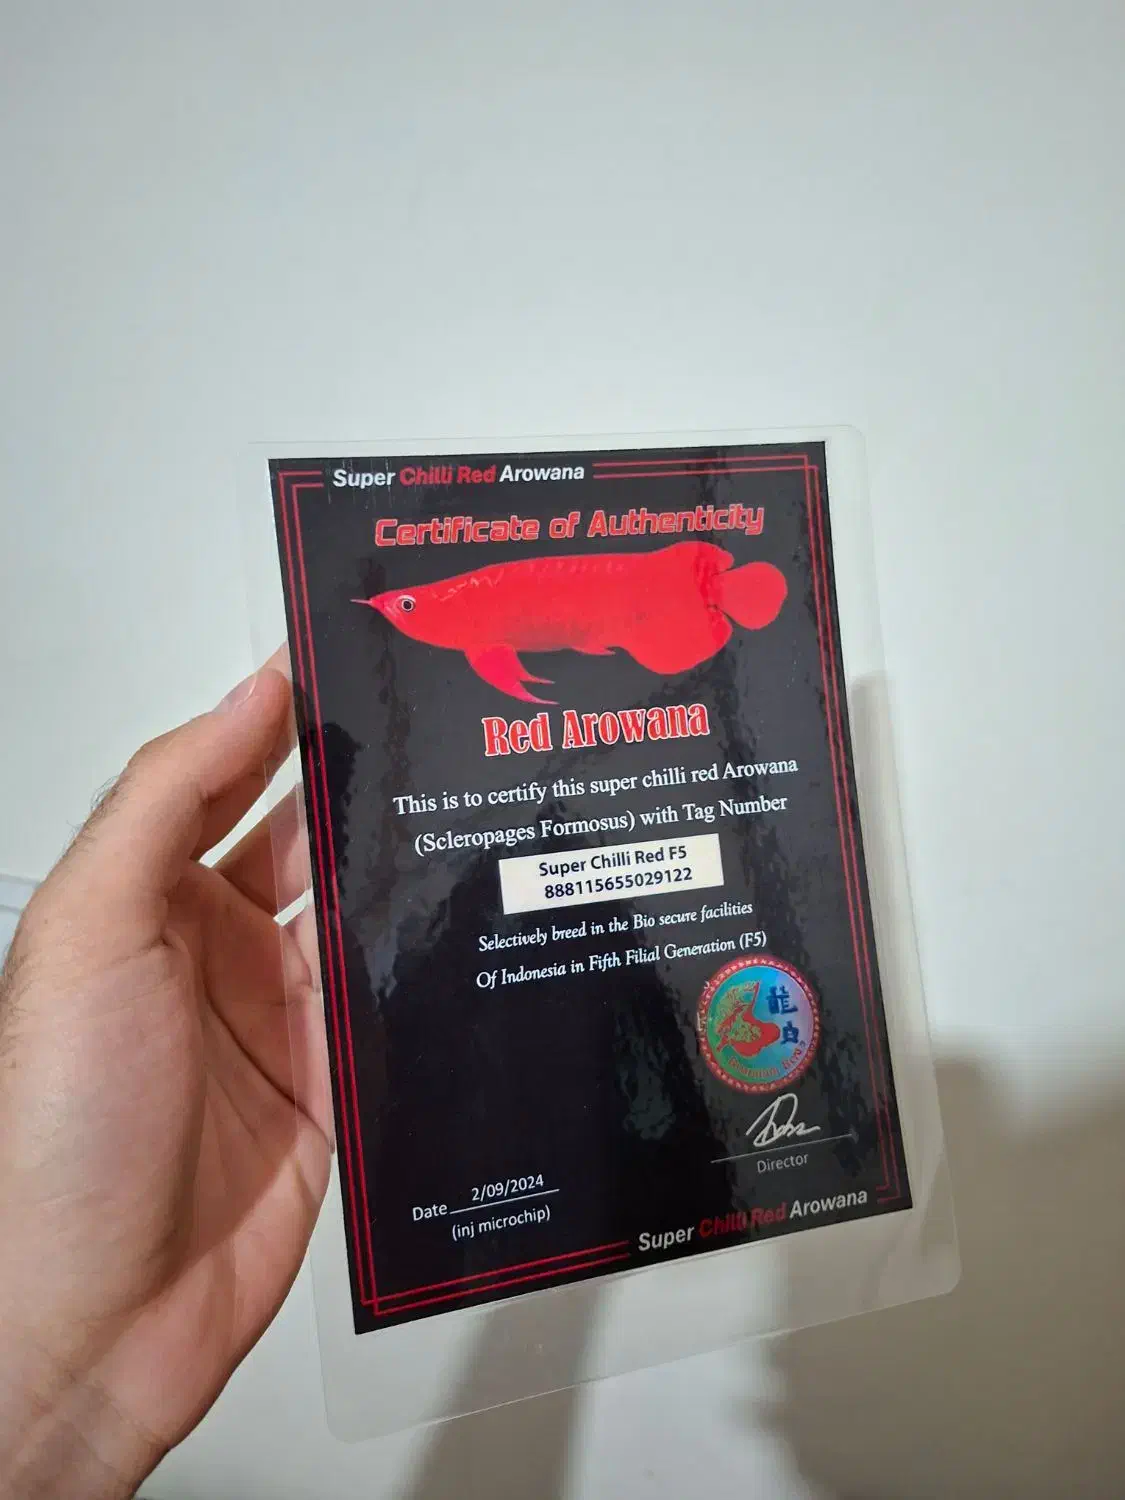 Super Chilli Red Arowana
Certificate of Authenticity
Red Arowana
This is to certify this super chilli red Arowana
(Scleropages Formosus) with Tag Number
Super Chilli Red F5
888115655029122
Selectively breed in the Bio secure facilities
Of Indonesia in Fifth Filial Generation (F5)
龍
Director
Date 2/09/2024
(inj microchip)
Super Chilli Red Arowana